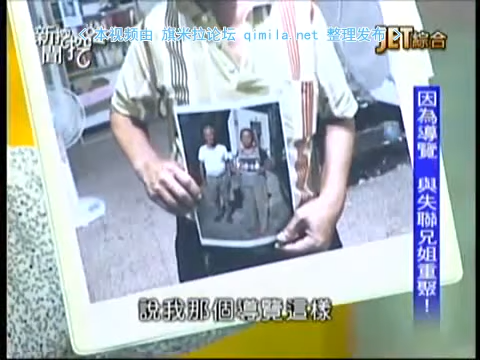 新聞挖挖
<本视频由 旗米拉论坛 qimila.net 整理发布>
JET綜合
因為導覽 與失聯兄姐重聚！
說我那個導覽這樣